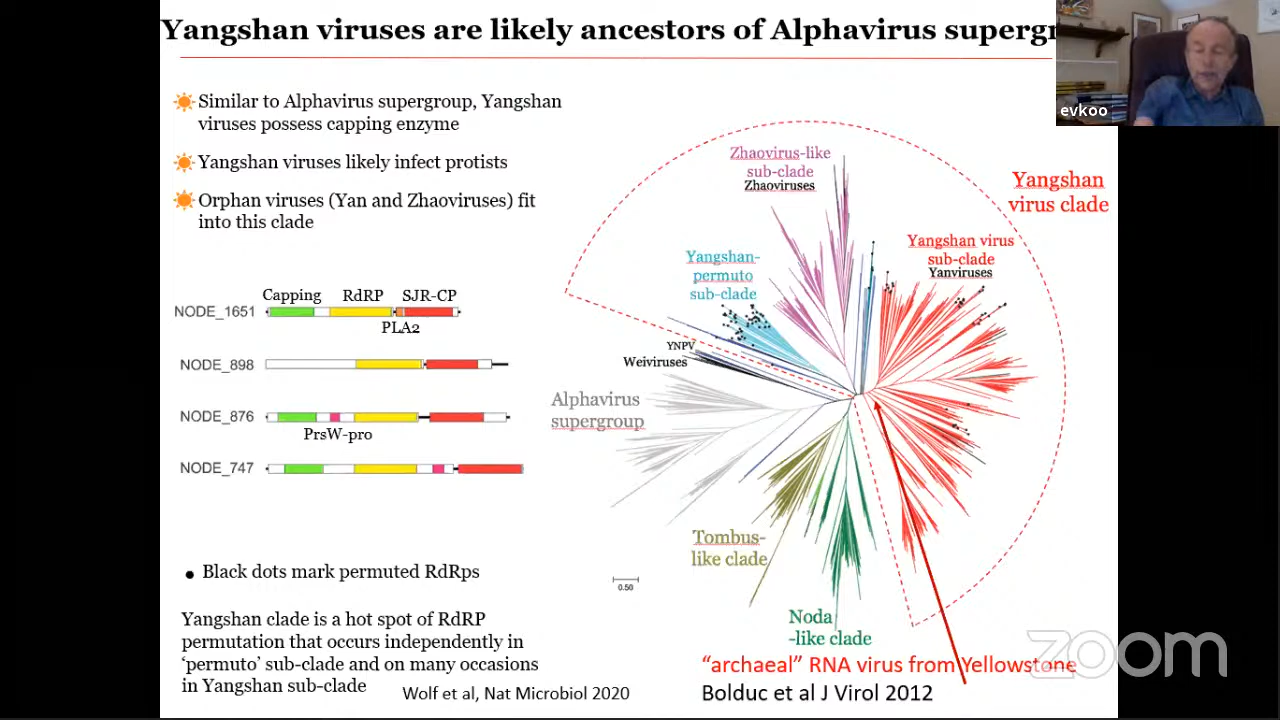 Yangshan viruses are likely ancestors of Alphavirus supergr
evkoo
Similar to Alphavirus supergroup, Yangshan
viruses possess capping enzyme
Yangshan viruses likely infect protists
Orphan viruses (Yan and Zhaoviruses) fit
into this clade
Capping RdRP SJR-CP
NODE_1651
PLA2
NODE_898
NODE_876
PrsW-pro
NODE_747
Black dots mark permuted RdRps
Yangshan clade is a hot spot of RdRP
permutation that occurs independently in
‘permuto’ sub-clade and on many occasions
in Yangshan sub-clade
Wolf et al, Nat Microbiol 2020
Zhaovirus-like
sub-clade
Zhaoviruses
Yangshan
virus clade
Yangshan virus
sub-clade
Yanviruses
Yangshan-
permuto
sub-clade
YNPV
Weiviruses
Alphavirus
supergroup
Tombus-
like clade
0.50
Noda
-like clade
“archaeal” RNA virus from Yellowstone
Bolduc et al J Virol 2012
zoom